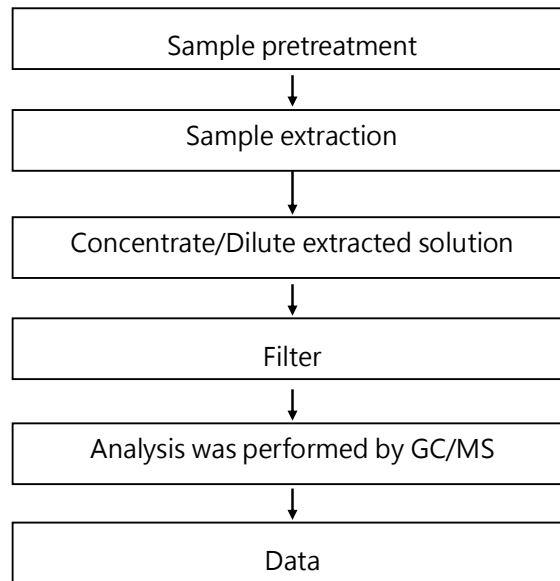 Sample pretreatment
Sample extraction
Concentrate/Dilute extracted solution
Filter
Analysis was performed by GC/MS
Data